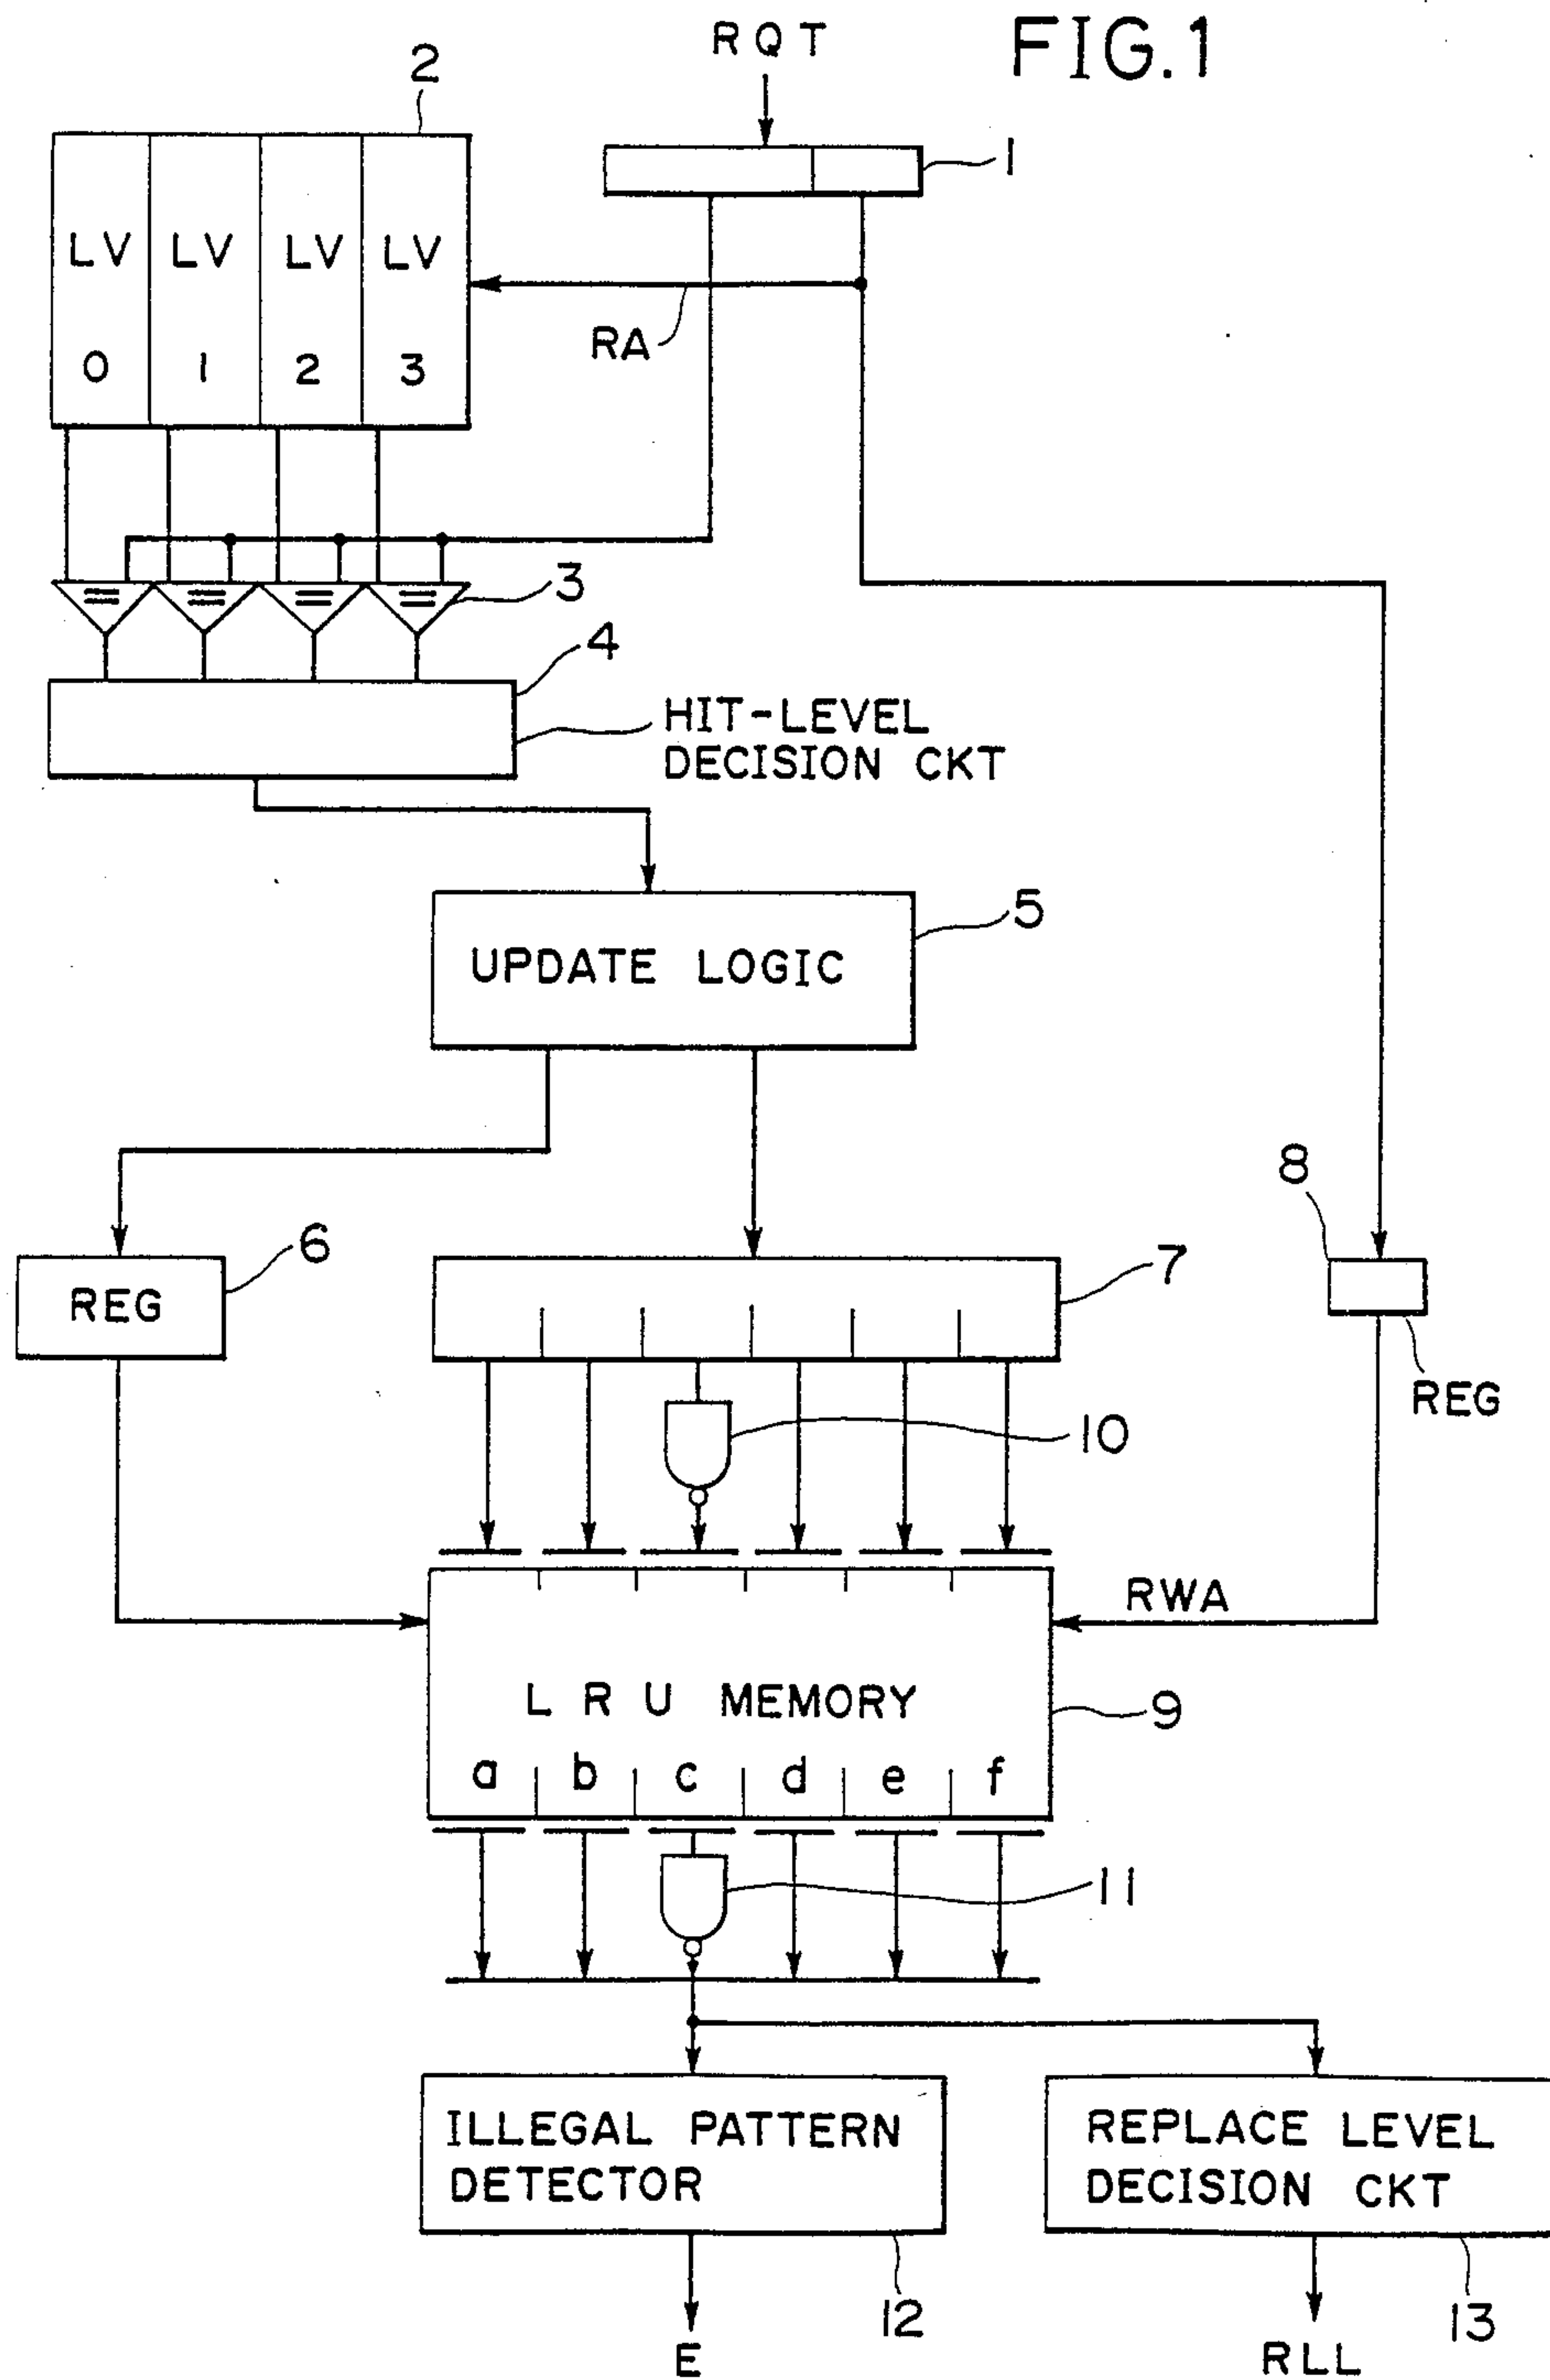 FIG.1
RQT
2
1
LV LV LV LV
0 1 2 3
RA
3
4
HIT-LEVEL
DECISION CKT
5
UPDATE LOGIC
8
6
7
REG
REG
10
RWA
LRU MEMORY
9
a b c d e f
11
ILLEGAL PATTERN
DETECTOR
REPLACE LEVEL
DECISION CKT
12
13
E
RLL